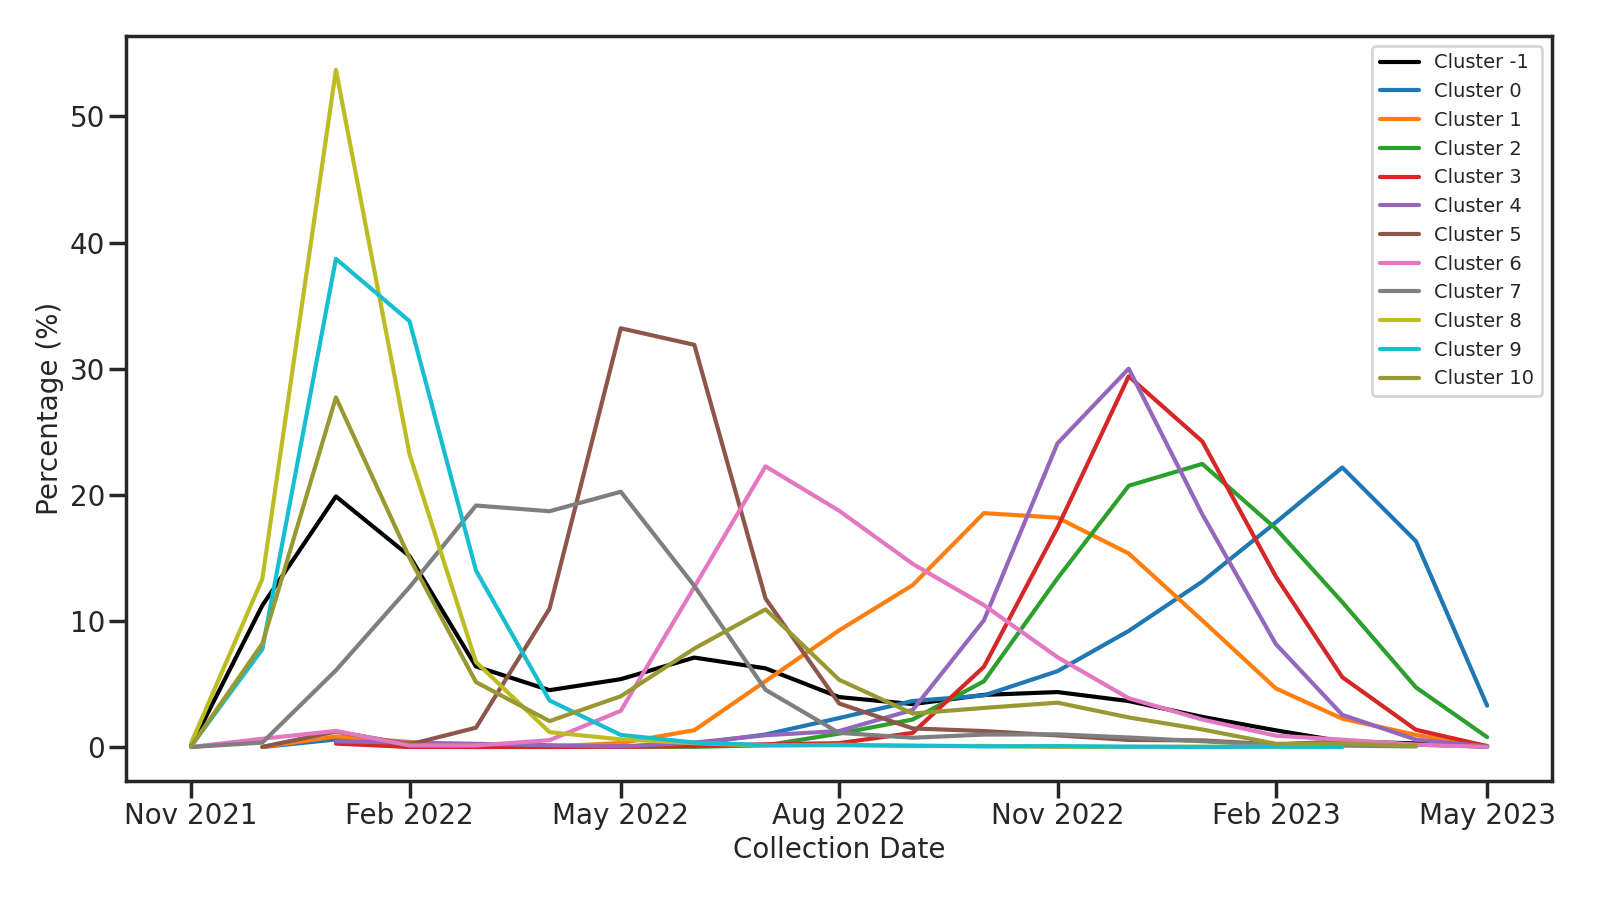 Percentage (%)
50
40
30
20
10
0
Nov 2021
Feb 2022
May 2022
Aug 2022
Nov 2022
Feb 2023
May 2023
Collection Date
Cluster -1
Cluster 0
Cluster 1
Cluster 2
Cluster 3
Cluster 4
Cluster 5
Cluster 6
Cluster 7
Cluster 8
Cluster 9
Cluster 10